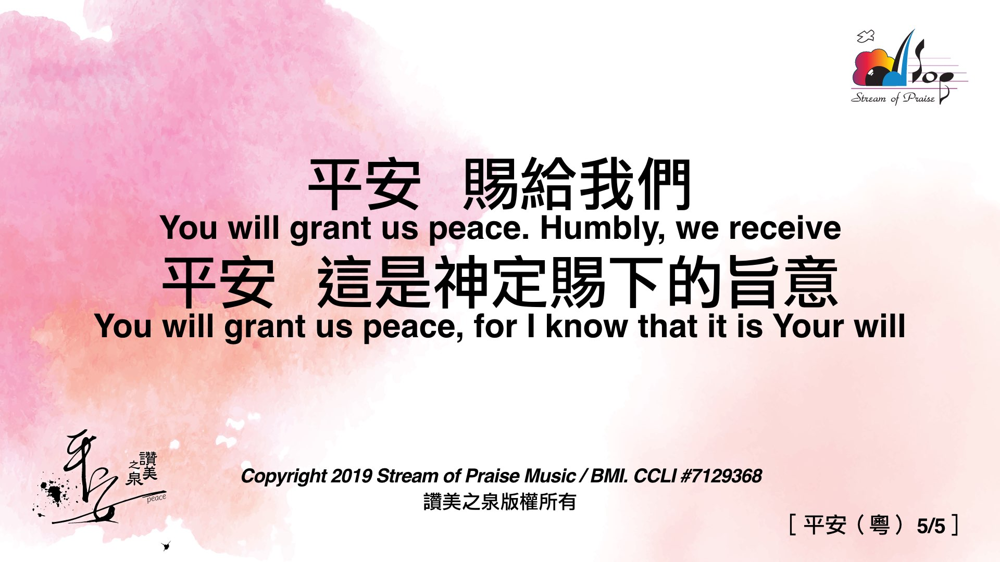 SOP
Stream of Praise
平安 賜給我們
You will grant us peace. Humbly, we receive
平安 這是神定賜下的旨意
You will grant us peace, for I know that it is Your will
平安
讚美
之泉
peace
Copyright 2019 Stream of Praise Music / BMI. CCLI #7129368
讚美之泉版權所有
[ 平安（粵）5/5 ]